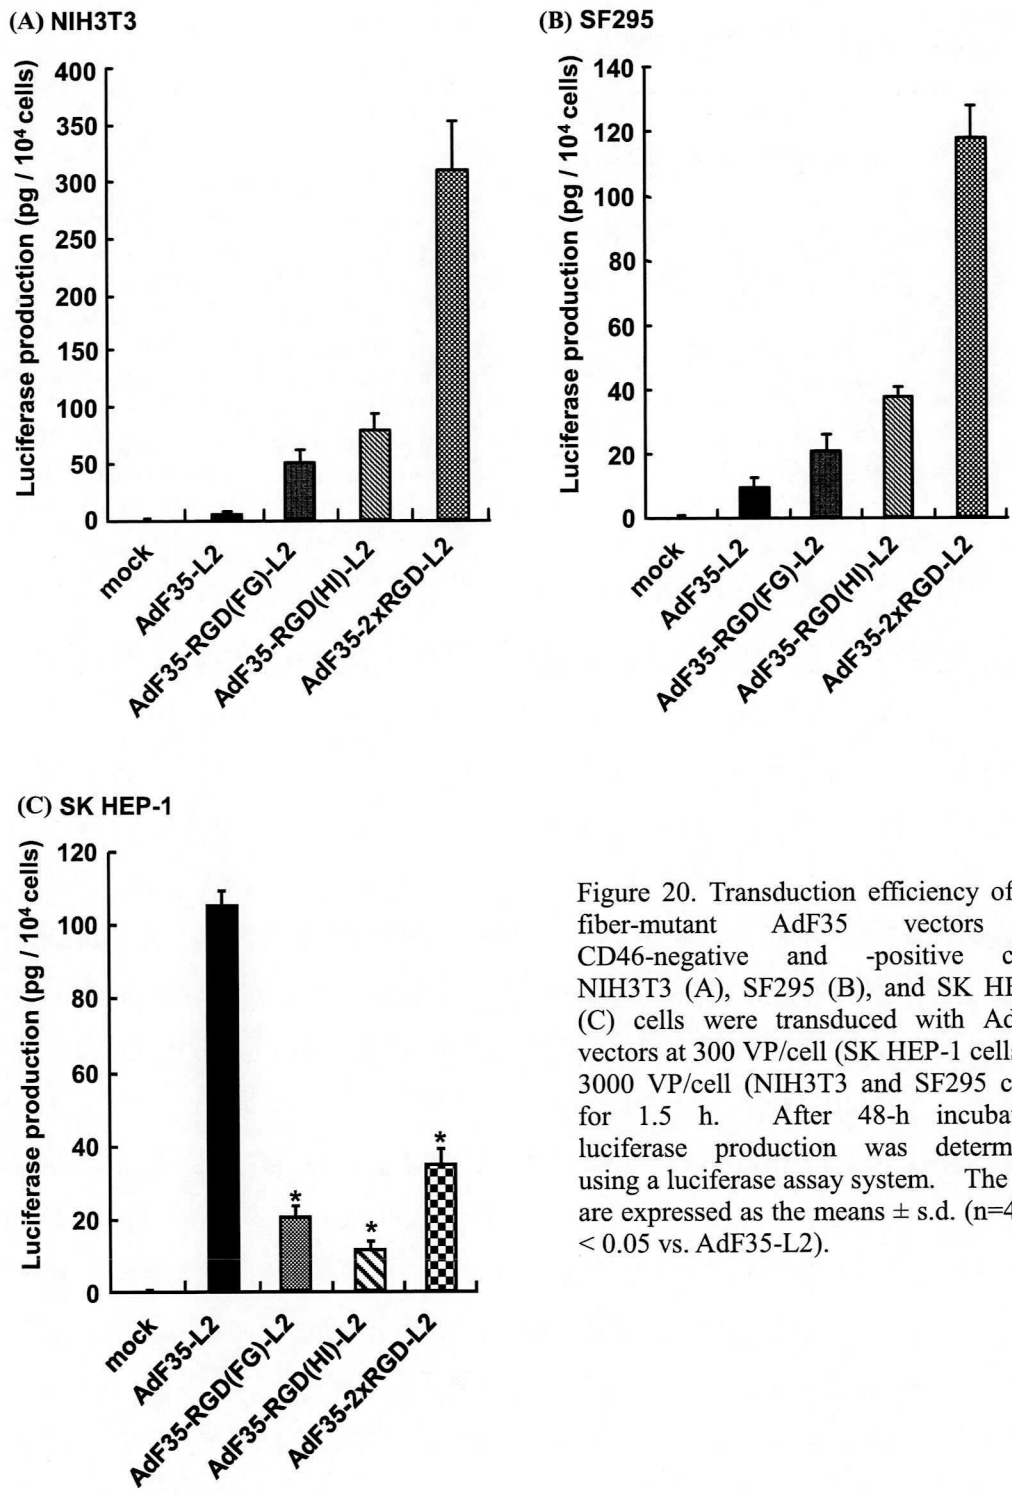 (A) NIH3T3
Luciferase production (pg / 10⁴ cells)
400
350
300
250
200
150
100
50
0
mock
AdF35-L2
AdF35-RGD(FG)-L2
AdF35-RGD(HI)-L2
AdF35-2xRGD-L2
(B) SF295
Luciferase production (pg / 10⁴ cells)
140
120
100
80
60
40
20
0
mock
AdF35-L2
AdF35-RGD(FG)-L2
AdF35-RGD(HI)-L2
AdF35-2xRGD-L2
(C) SK HEP-1
Luciferase production (pg / 10⁴ cells)
120
100
80
60
40
20
0
*
*
*
mock
AdF35-L2
AdF35-RGD(FG)-L2
AdF35-RGD(HI)-L2
AdF35-2xRGD-L2
Figure 20. Transduction efficiency of
fiber-mutant AdF35 vectors
CD46-negative and -positive c
NIH3T3 (A), SF295 (B), and SK HE
(C) cells were transduced with Ad
vectors at 300 VP/cell (SK HEP-1 cells
3000 VP/cell (NIH3T3 and SF295 c
for 1.5 h. After 48-h incuba
luciferase production was determ
using a luciferase assay system. The
are expressed as the means ± s.d. (n=4
< 0.05 vs. AdF35-L2).